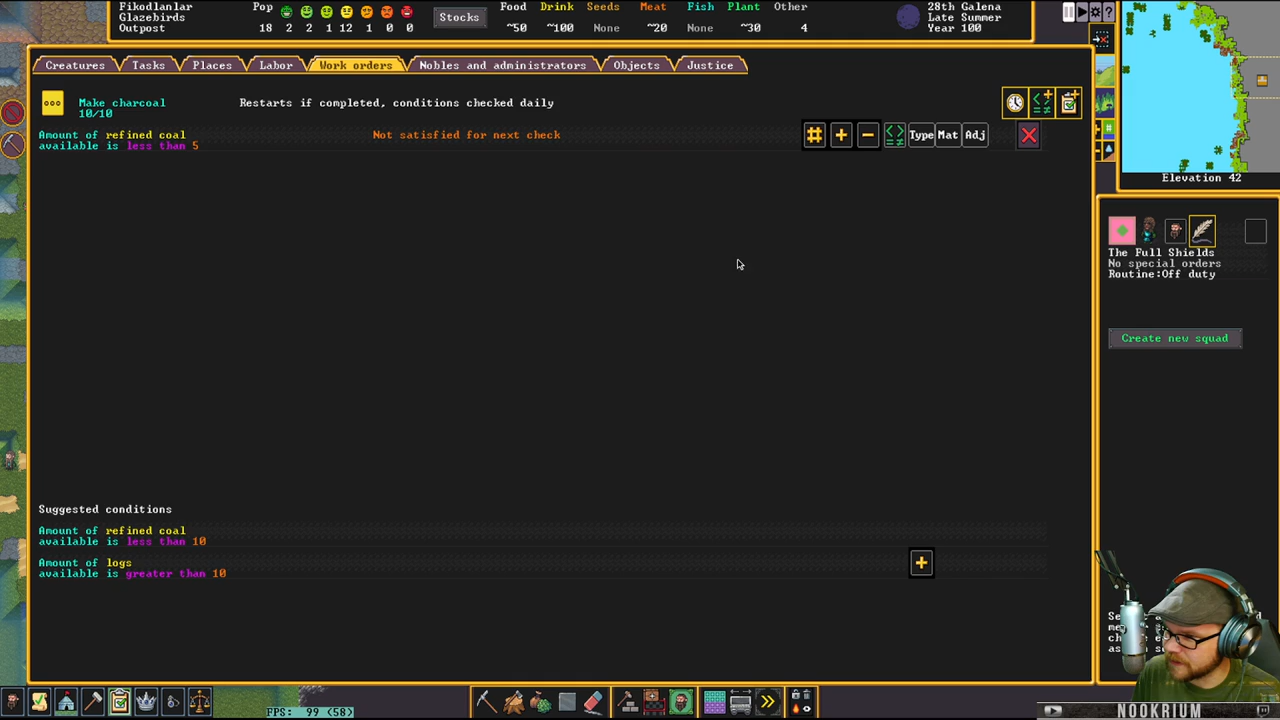 Fikodlanlar
Glazebirds
Outpost
Pop
18 2 2 1 12 1 0 0
Stocks
Food Drink Seeds Meat Fish Plant Other
~50 ~100 None ~20 None ~30 4
28th Galena
Late Summer
Year 100
Elevation 42
Creatures Tasks Places Labor Work orders Nobles and administrators Objects Justice
Make charcoal
10/10
Restarts if completed, conditions checked daily
Amount of refined coal
available is less than 5
Not satisfied for next check
Type Mat Adj
The Full Shields
No special orders
Routine:Off duty
Create new squad
Suggested conditions
Amount of refined coal
available is less than 10
Amount of logs
available is greater than 10
FPS: 99 (58)
NOOKRIUM